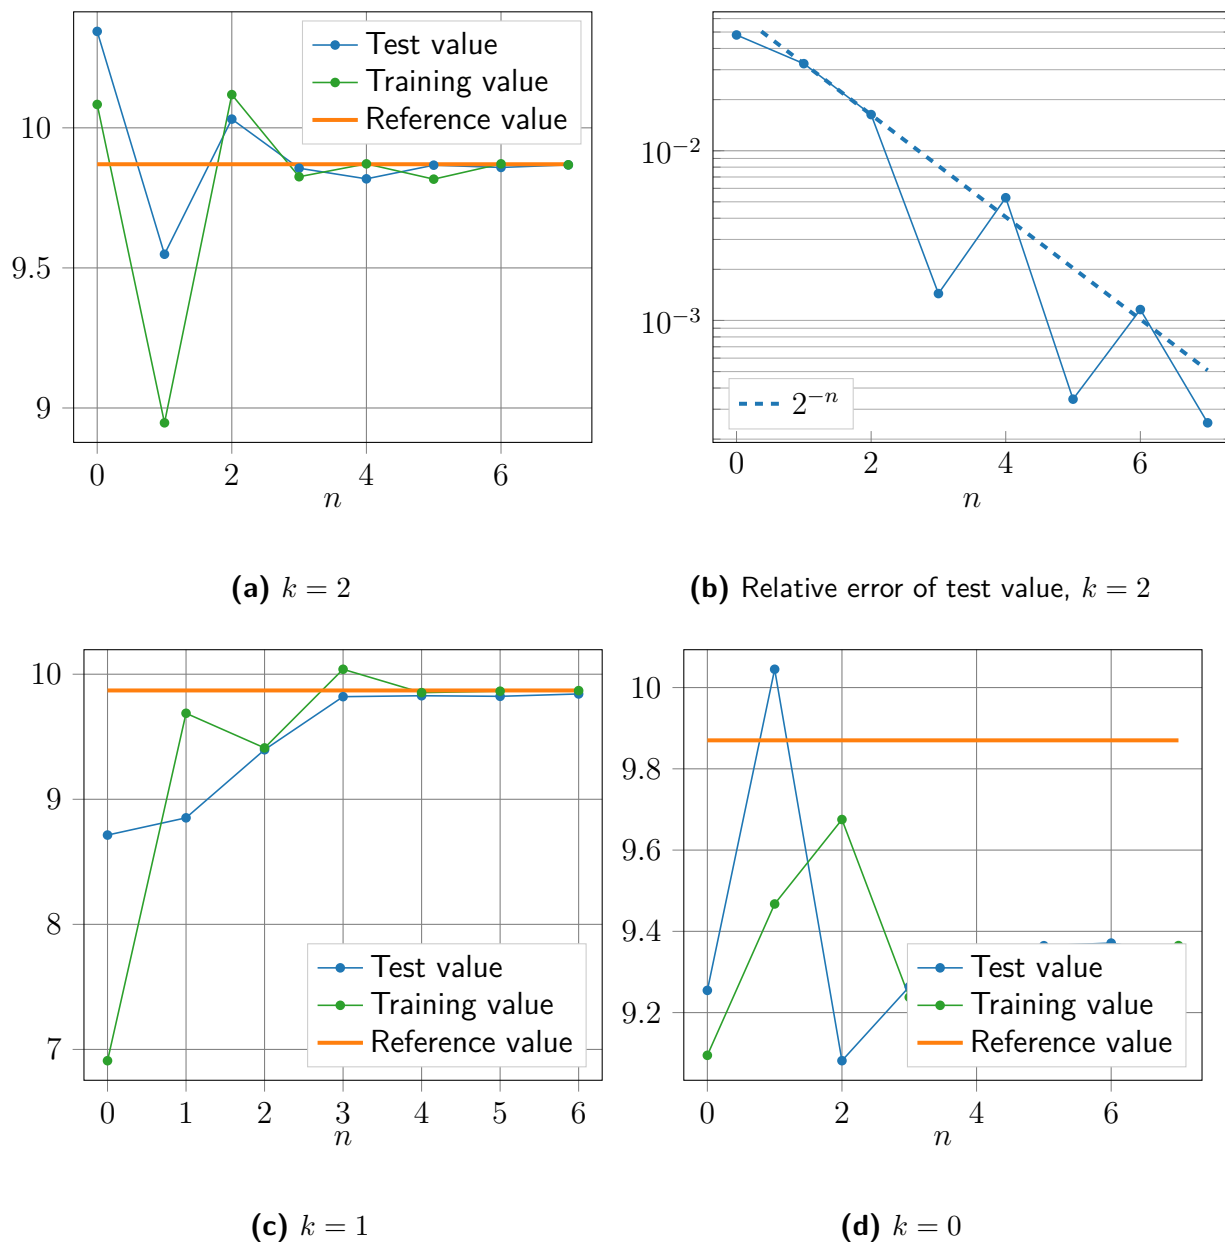 Test value
Training value
Reference value
10
9.5
9
0
2
4
6
n
(a) k = 2
10⁻²
10⁻³
2⁻ⁿ
0
2
4
6
n
(b) Relative error of test value, k = 2
10
9
8
7
Test value
Training value
Reference value
0
1
2
3
4
5
6
n
(c) k = 1
10
9.8
9.6
9.4
9.2
Test value
Training value
Reference value
0
2
4
6
n
(d) k = 0